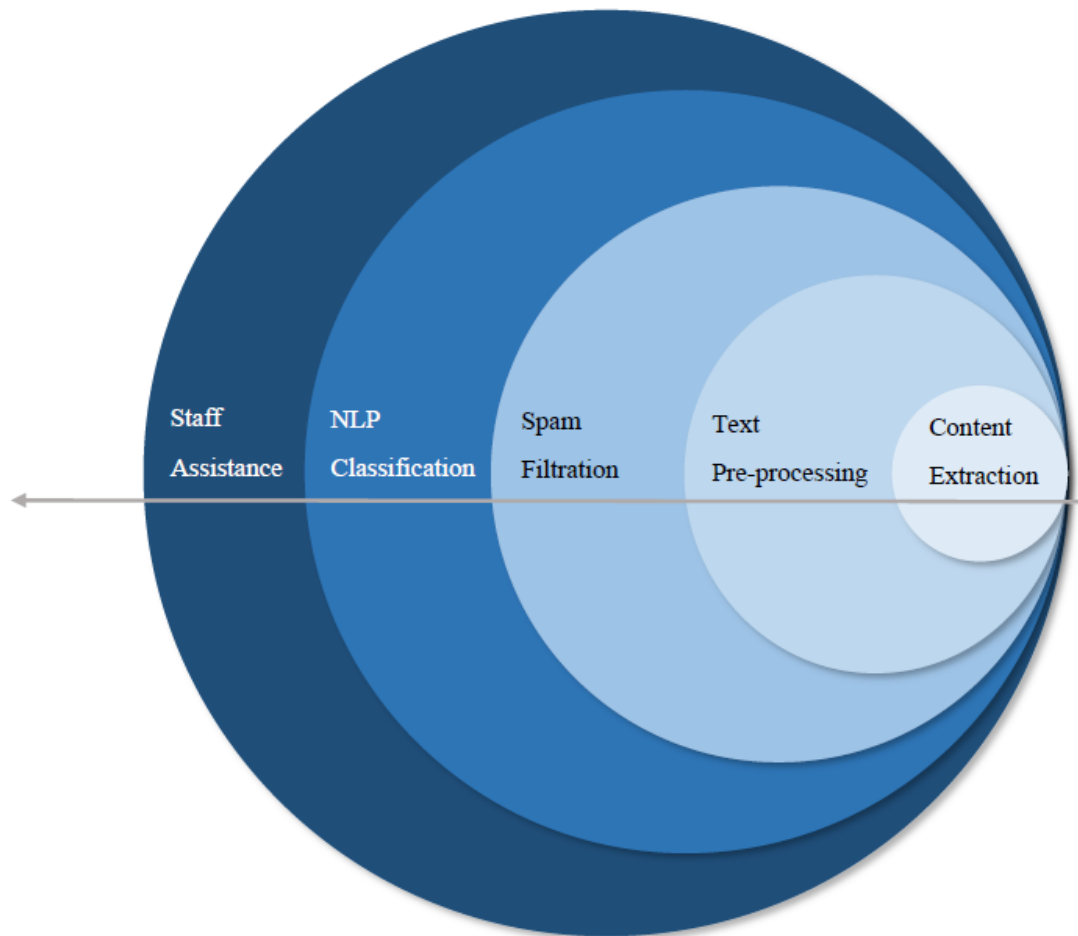 Staff
Assistance
NLP
Classification
Spam
Filtration
Text
Pre-processing
Content
Extraction